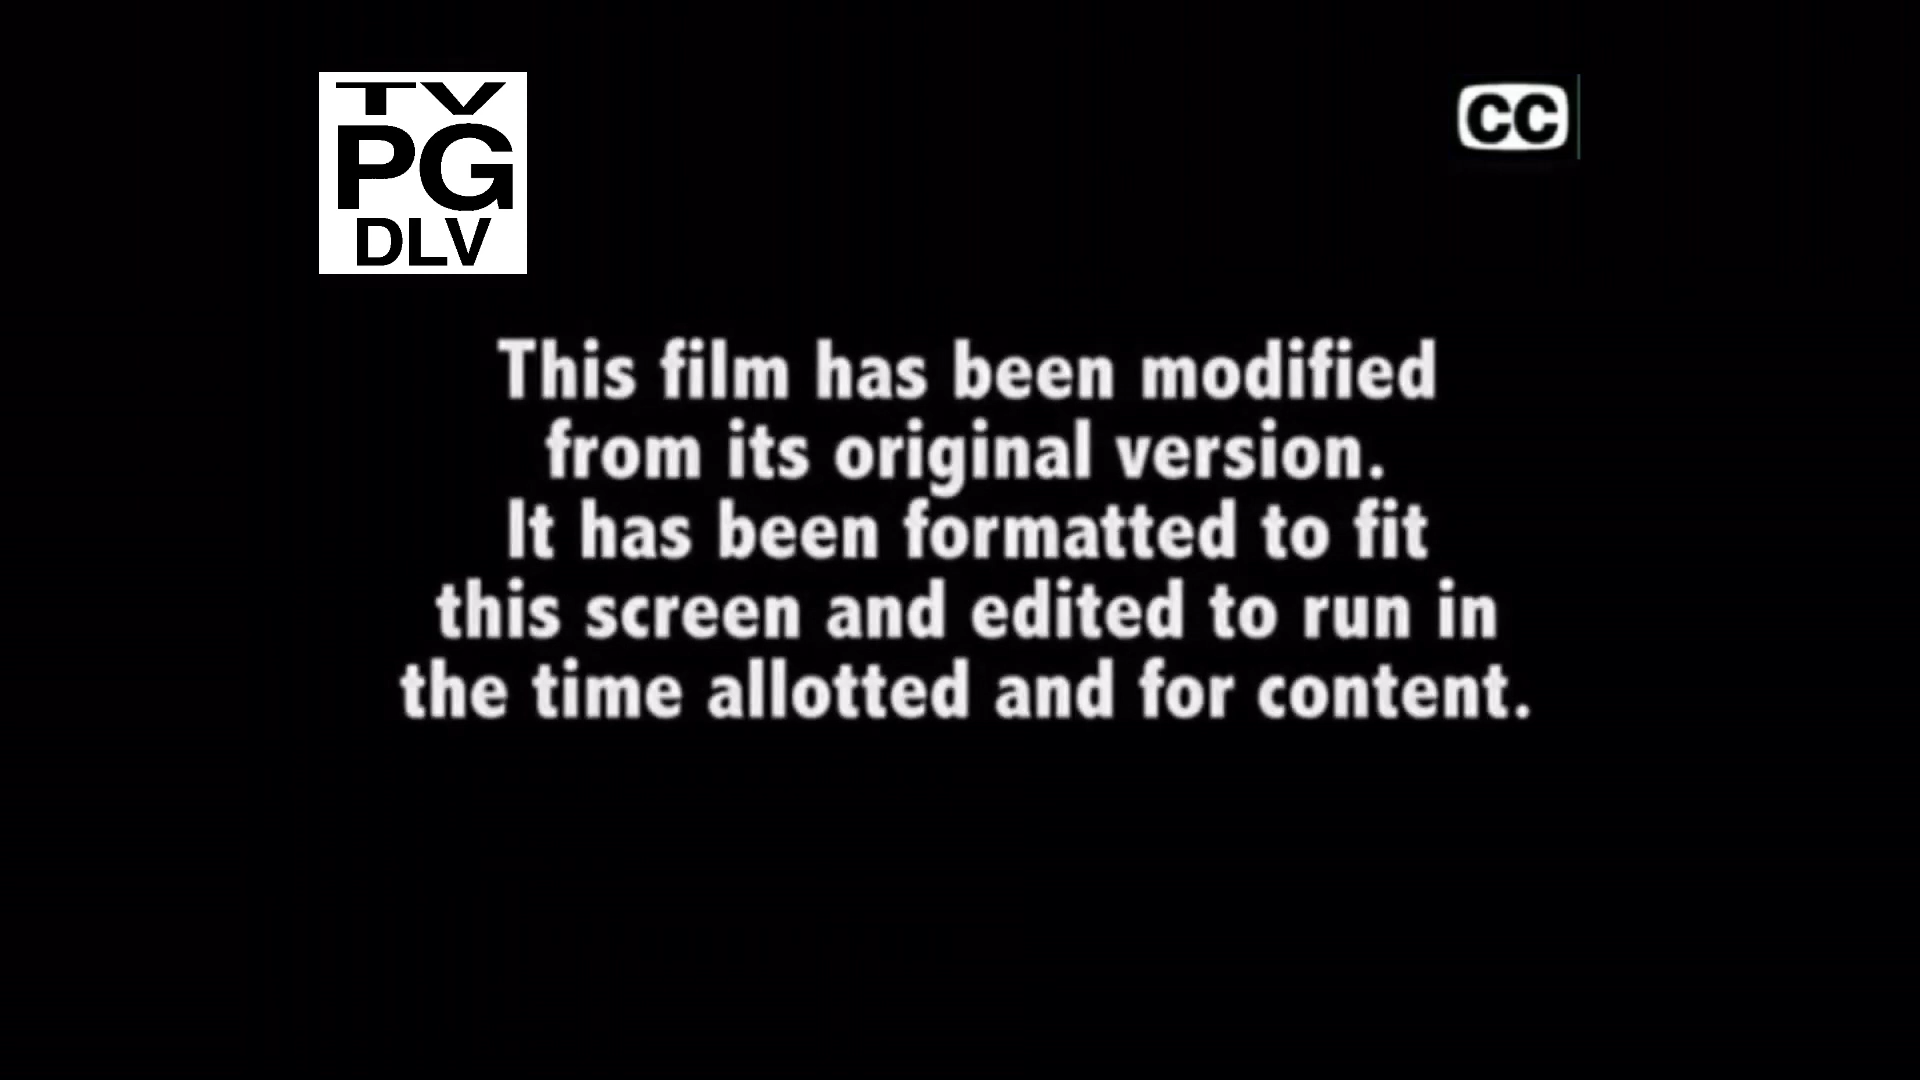 TV
PG
DLV
CC
This film has been modified
from its original version.
It has been formatted to fit
this screen and edited to run in
the time allotted and for content.